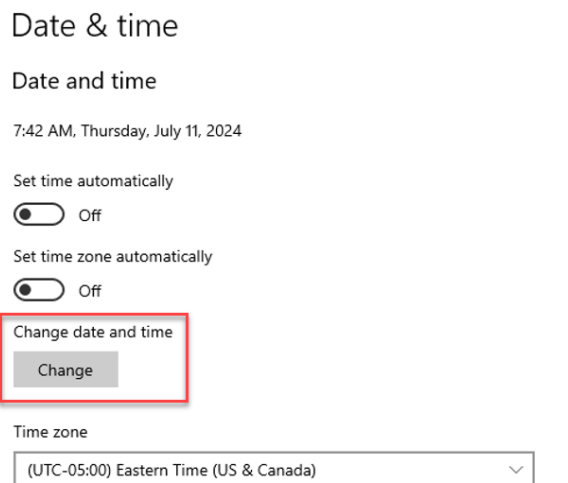 Date & time
Date and time
7:42 AM, Thursday, July 11, 2024
Set time automatically
Off
Set time zone automatically
Off
Change date and time
Change
Time zone
(UTC-05:00) Eastern Time (US & Canada)